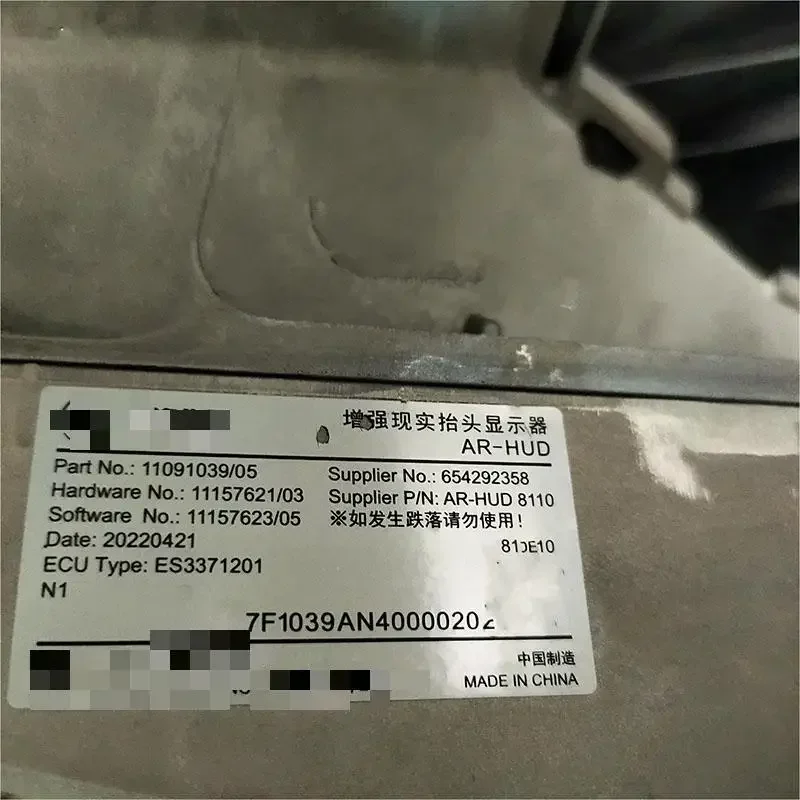 增强现实抬头显示器
AR-HUD
Part No.: 11091039/05
Hardware No.: 11157621/03
Software No.: 11157623/05
Date: 20220421
ECU Type: ES3371201
N1
Supplier No.: 654292358
Supplier P/N: AR-HUD 8110
※如发生跌落请勿使用!
7F1039AN40000202
中国制造
MADE IN CHINA